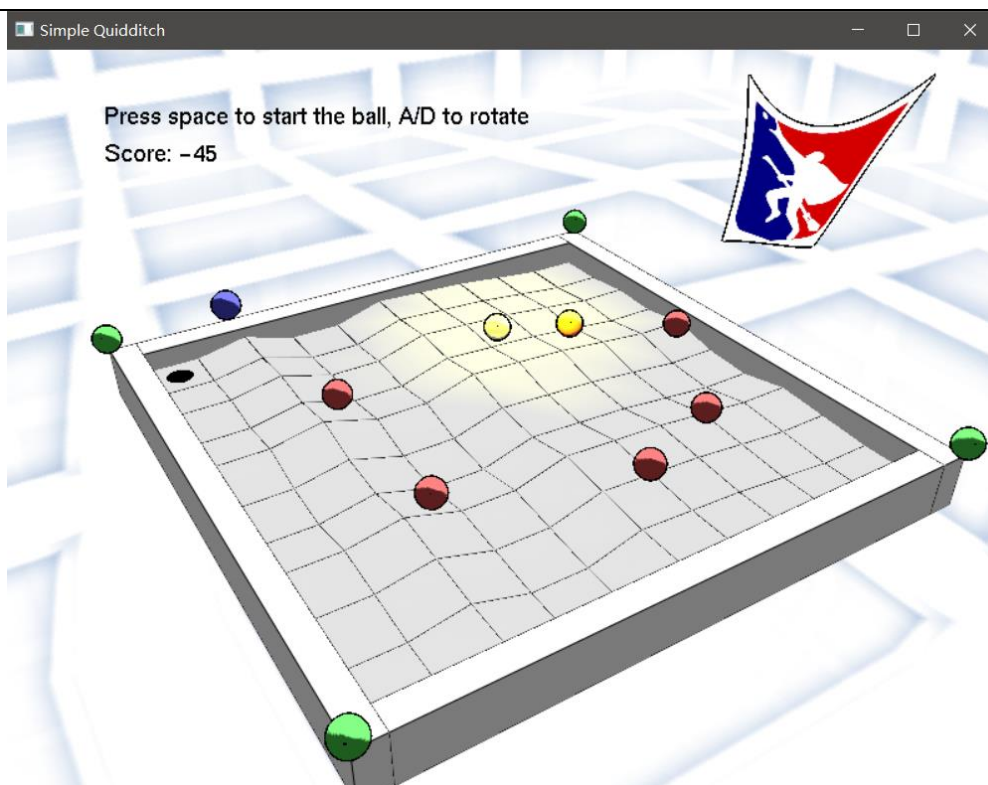 Simple Quidditch
Press space to start the ball, A/D to rotate
Score: -45